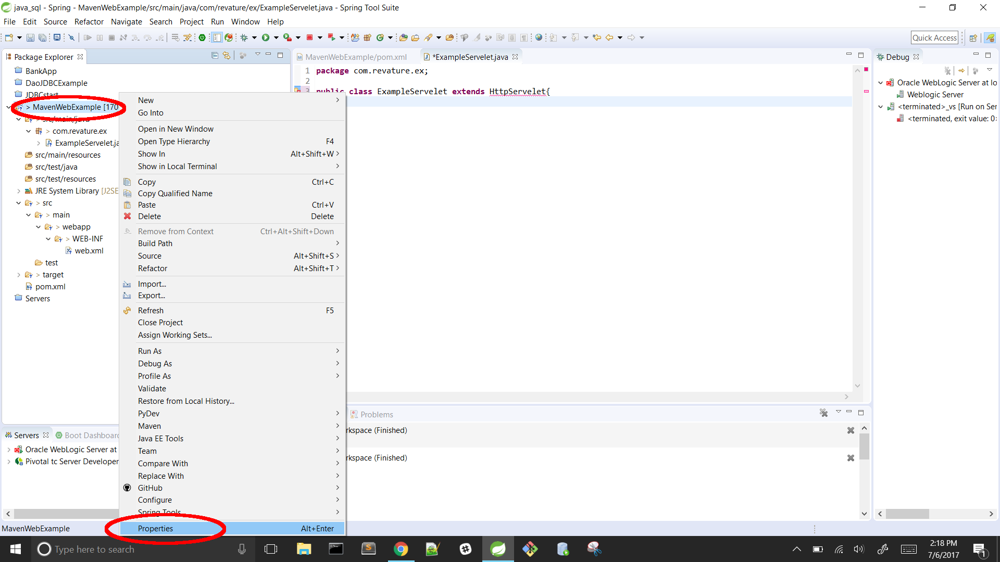 java_sql - Spring - MavenWebExample/src/main/java/com/revature/ex/ExampleServelet.java - Spring Tool Suite
File Edit Source Refactor Navigate Search Project Run Window Help
Quick Access
Package Explorer
BankApp
DaoJDBCExample
JDBCstart
> MavenWebExample [170
> src/main/java
> com.revature.ex
ExampleServelet.ja
src/main/resources
src/test/java
src/test/resources
JRE System Library [J2SE
> src
> main
> webapp
> WEB-INF
web.xml
test
> target
pom.xml
Servers
New
Go Into
Open in New Window
Open Type Hierarchy F4
Show In Alt+Shift+W
Show in Local Terminal
Copy Ctrl+C
Copy Qualified Name
Paste Ctrl+V
Delete Delete
Remove from Context Ctrl+Alt+Shift+Down
Build Path
Source Alt+Shift+S
Refactor Alt+Shift+T
Import...
Export...
Refresh F5
Close Project
Assign Working Sets...
Run As
Debug As
Profile As
Validate
Restore from Local History...
PyDev
Maven
Java EE Tools
Team
Compare With
Replace With
GitHub
Configure
Spring Tools
Properties Alt+Enter
MavenWebExample/pom.xml *ExampleServelet.java
1 package com.revature.ex;
2
3 public class ExampleServelet extends HttpServelet{
Debug
Oracle WebLogic Server at lo
Weblogic Server
<terminated>_vs [Run on Ser
<terminated, exit value: 0>
Problems
rkspace (Finished)
rkspace (Finished)
Servers Boot Dashboard
Oracle WebLogic Server at
Pivotal tc Server Developer
MavenWebExample
Type here to search
2:18 PM
7/6/2017
1